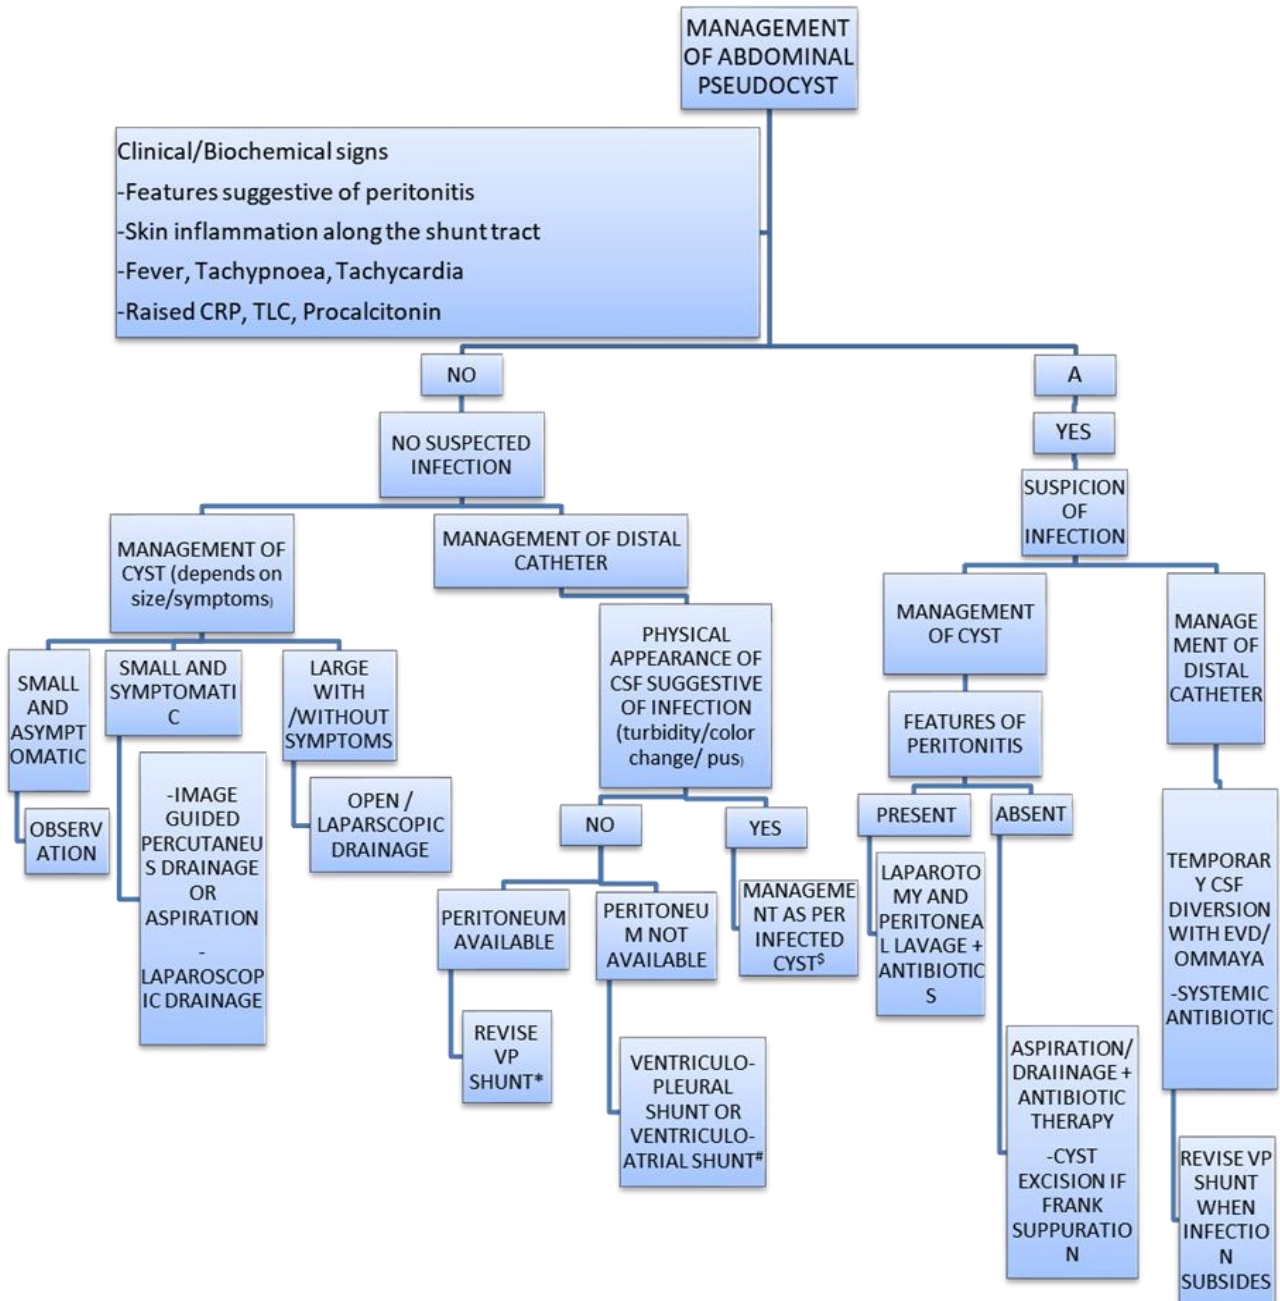 MANAGEMENT
OF ABDOMINAL
PSEUDOCYST
Clinical/Biochemical signs
-Features suggestive of peritonitis
-Skin inflammation along the shunt tract
-Fever, Tachypnoea, Tachycardia
-Raised CRP, TLC, Procalcitonin
NO
A
YES
NO SUSPECTED
INFECTION
SUSPICION
OF
INFECTION
MANAGEMENT OF
CYST (depends on
size/symptoms)
MANAGEMENT OF DISTAL
CATHETER
MANAGEMENT
OF CYST
MANAGE
MENT OF
DISTAL
CATHETER
SMALL
AND
ASYMPT
OMATIC
SMALL AND
SYMPTOMATI
C
LARGE
WITH
/WITHOUT
SYMPTOMS
PHYSICAL
APPEARANCE OF
CSF SUGGESTIVE
OF INFECTION
(turbidity/color
change/ pus)
FEATURES OF
PERITONITIS
OBSERV
ATION
-IMAGE
GUIDED
PERCUTANEU
S DRAINAGE
OR
ASPIRATION
-
LAPAROSCOP
IC DRAINAGE
OPEN /
LAPARSCOPIC
DRAINAGE
NO
YES
PRESENT
ABSENT
PERITONEUM
AVAILABLE
PERITONEU
M NOT
AVAILABLE
MANAGEME
NT AS PER
INFECTED
CYST$
LAPAROTO
MY AND
PERITONEA
L LAVAGE +
ANTIBIOTIC
S
TEMPORAR
Y CSF
DIVERSION
WITH EVD/
OMMAYA
-SYSTEMIC
ANTIBIOTIC
REVISE
VP
SHUNT*
VENTRICULO-
PLEURAL
SHUNT OR
VENTRICULO-
ATRIAL SHUNT#
ASPIRATION/
DRAIINAGE +
ANTIBIOTIC
THERAPY
-CYST
EXCISION IF
FRANK
SUPPURATIO
N
REVISE VP
SHUNT
WHEN
INFECTIO
N
SUBSIDES